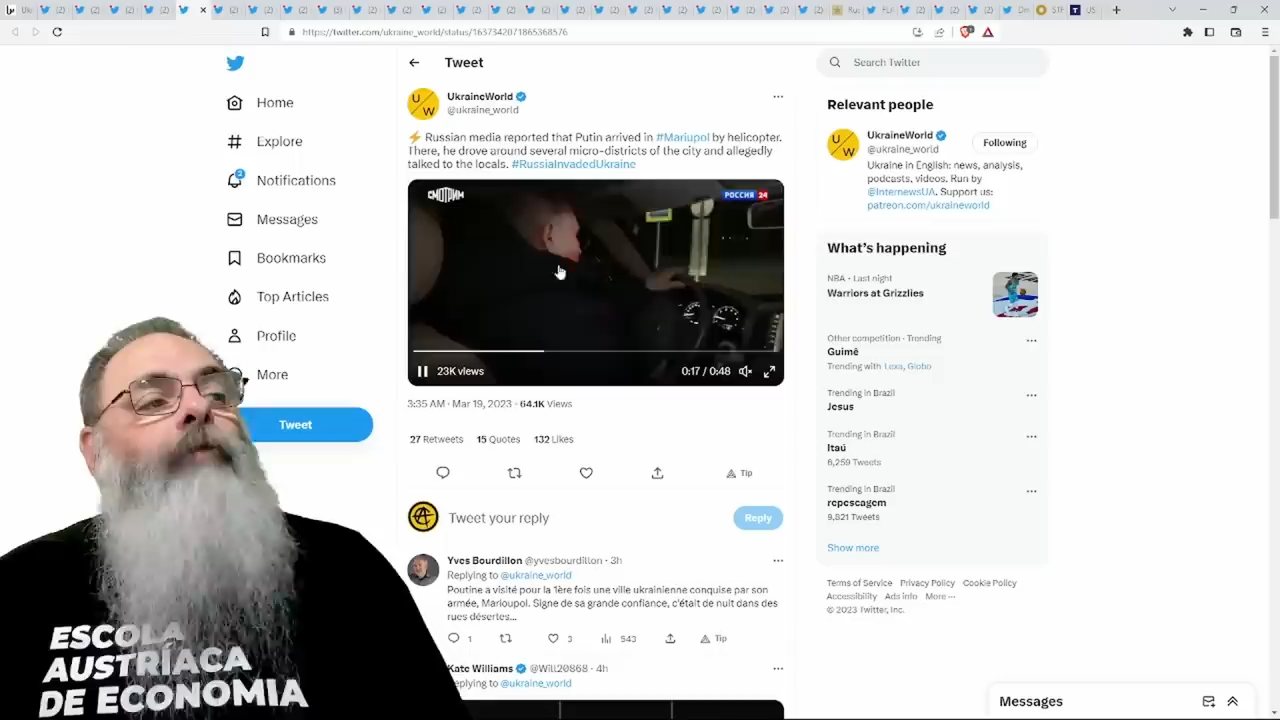 https://twitter.com/ukraine_world/status/1637342071865368576
Home
Explore
Notifications
Messages
Bookmarks
Top Articles
Profile
More
Tweet
Tweet
UkraineWorld
@ukraine_world
⚡ Russian media reported that Putin arrived in #Mariupol by helicopter.
There, he drove around several micro-districts of the city and allegedly
talked to the locals. #RussiaInvadedUkraine
СМОТРИМ
РОССИЯ 24
23K views
0:17 / 0:48
3:35 AM · Mar 19, 2023 · 64.1K Views
27 Retweets 15 Quotes 132 Likes
Tip
Tweet your reply
Reply
Yves Bourdillon @yvesbourdillon · 3h
Replying to @ukraine_world
Poutine a visité pour la 1ère fois une ville ukrainienne conquise par son
armée, Marioupol. Signe de sa grande confiance, c'était de nuit dans des
rues désertes...
1 3 543 Tip
Kate Williams @Will20868 · 4h
eplying to @ukraine_world
Search Twitter
Relevant people
UkraineWorld
@ukraine_world
Following
Ukraine in English: news, analysis,
podcasts, videos. Run by
@InternewsUA. Support us:
patreon.com/ukraineworld
What's happening
NBA · Last night
Warriors at Grizzlies
Other competition · Trending
Guimê
Trending with Lexa, Globo
Trending in Brazil
Jesus
Trending in Brazil
Itaú
6,259 Tweets
Trending in Brazil
repescagem
9,821 Tweets
Show more
Terms of Service Privacy Policy Cookie Policy
Accessibility Ads info More ...
© 2023 Twitter, Inc.
Messages
ESCOLA
AUSTRÍACA
DE ECONOMIA